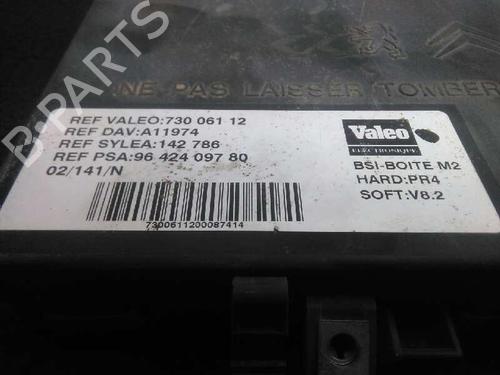 NE PAS LAISSER TOMBER
REF VALEO:730 061 12
REF DAV:A11974
REF SYLEA:142 786
REF PSA:96 424 097 80
02/141/N
Valeo
ELECTRONIQUE
BSI-BOITE M2
HARD:PR4
SOFT:V8.2
7300611200087414
B-PARTS